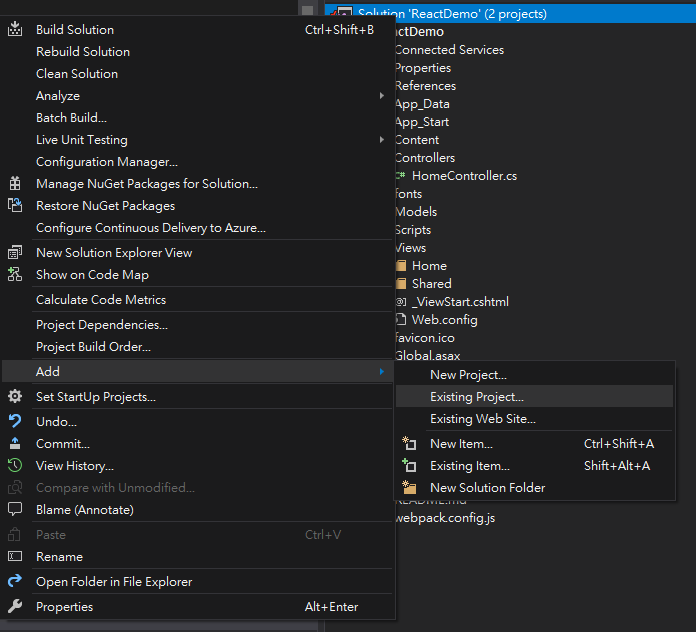 Build Solution Ctrl+Shift+B
Rebuild Solution
Clean Solution
Analyze
Batch Build...
Live Unit Testing
Configuration Manager...
Manage NuGet Packages for Solution...
Restore NuGet Packages
Configure Continuous Delivery to Azure...
New Solution Explorer View
Show on Code Map
Calculate Code Metrics
Project Dependencies...
Project Build Order...
Add
Set StartUp Projects...
Undo...
Commit...
View History...
Compare with Unmodified...
Blame (Annotate)
Paste Ctrl+V
Rename
Open Folder in File Explorer
Properties Alt+Enter
Solution 'ReactDemo' (2 projects)
actDemo
Connected Services
Properties
References
App_Data
App_Start
Content
Controllers
C# HomeController.cs
fonts
Models
Scripts
Views
Home
Shared
_ViewStart.cshtml
Web.config
favicon.ico
Global.asax
New Project...
Existing Project...
Existing Web Site...
New Item... Ctrl+Shift+A
Existing Item... Shift+Alt+A
New Solution Folder
README.md
webpack.config.js